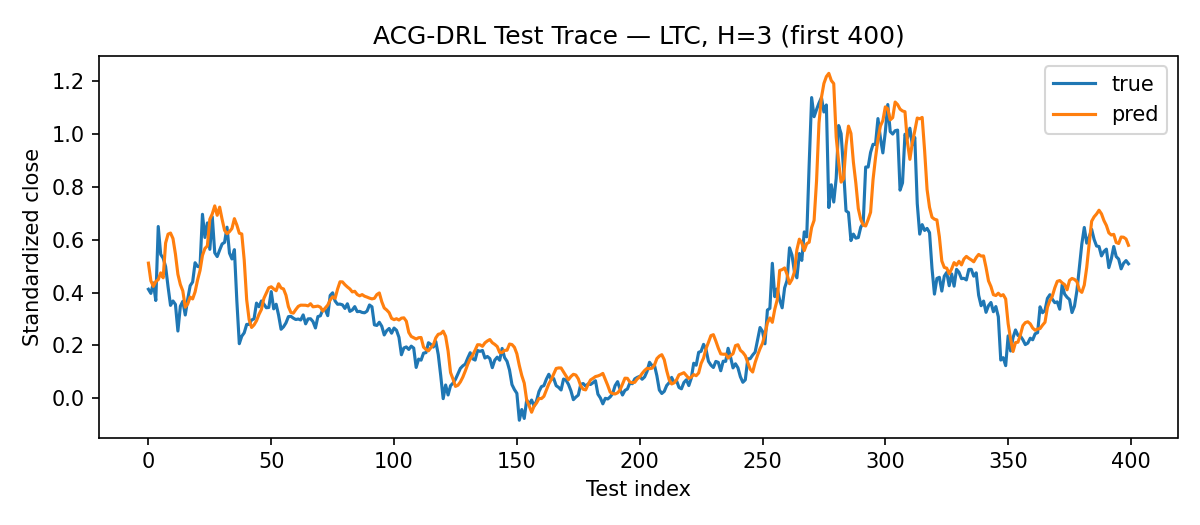 ACG-DRL Test Trace — LTC, H=3 (first 400)
true
pred
Standardized close
1.2
1.0
0.8
0.6
0.4
0.2
0.0
0 50 100 150 200 250 300 350 400
Test index